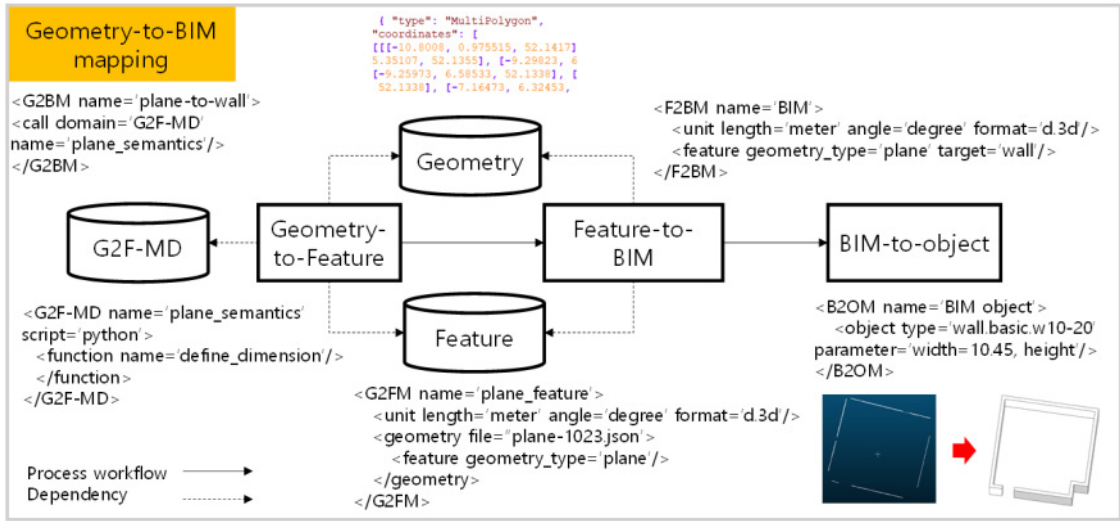 Geometry-to-BIM
mapping
{ "type": "MultiPolygon",
"coordinates": [
[[[-10.8008, 0.975515, 52.1417]
5.35107, 52.1355], [-9.29823, 6
[-9.25973, 6.58533, 52.1338], [
52.1338], [-7.16473, 6.32453,
<G2BM name='plane-to-wall'>
<call domain='G2F-MD'
name='plane_semantics'/>
</G2BM>
<F2BM name='BIM'>
<unit length='meter' angle='degree' format='d.3d'/>
<feature geometry_type='plane' target='wall'/>
</F2BM>
Geometry
G2F-MD
Geometry-
to-Feature
Feature-to-
BIM
BIM-to-object
Feature
<G2F-MD name='plane_semantics'
script='python'>
<function name='define_dimension'/>
</function>
</G2F-MD>
<G2FM name='plane_feature'>
<unit length='meter' angle='degree' format='d.3d'/>
<geometry file="plane-1023.json'>
<feature geometry_type='plane'/>
</geometry>
</G2FM>
<B2OM name='BIM object'>
<object type='wall.basic.w10-20'
parameter='width=10.45, height'/>
</B2OM>
Process workflow
Dependency